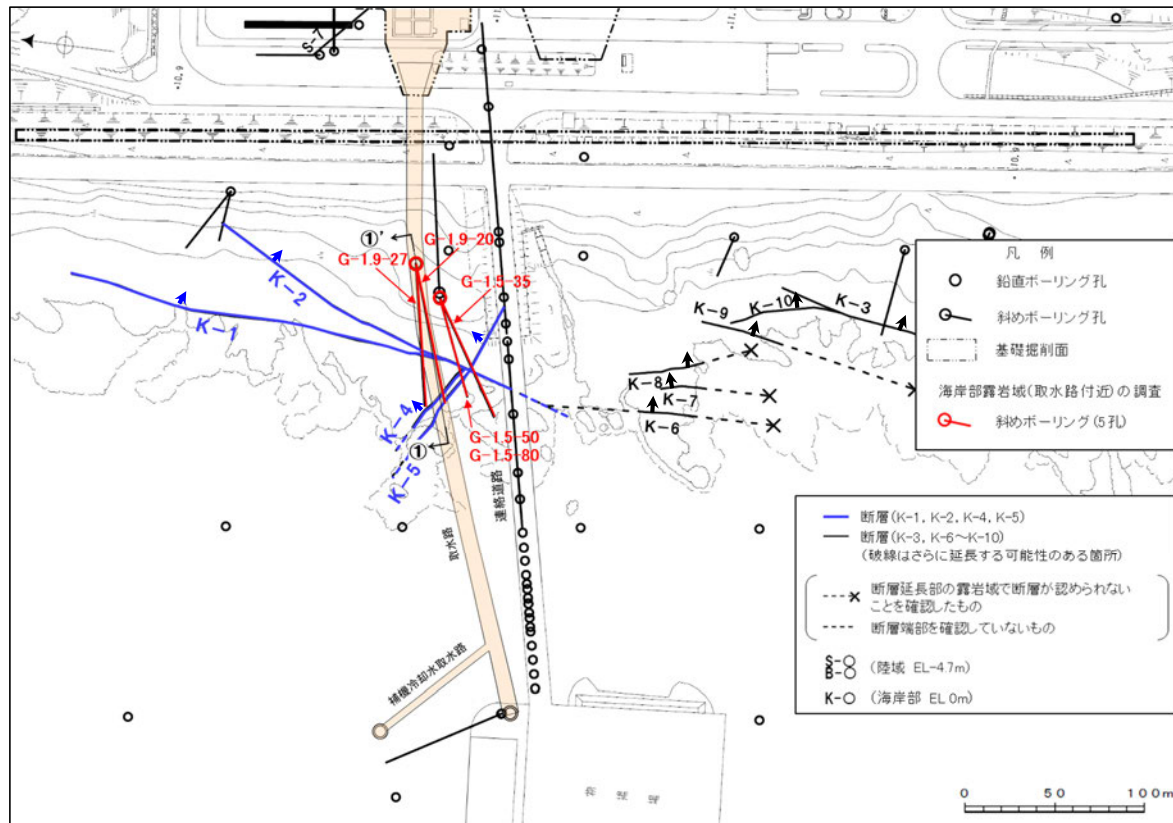 S-7
10.9
10.9
①’
G-1.9-20
G-1.9-27
G-1.5-35
K-2
K-1
K-10
K-3
K-9
K-8
K-7
K-6
K-4
K-5
G-1.5-50
G-1.5-80
①
連絡道路
取水路
補機冷却水取水路
凡 例
鉛直ボーリング孔
斜めボーリング孔
基礎掘削面
海岸部露岩域(取水路付近)の調査
斜めボーリング(5孔)
断層(K-1, K-2, K-4, K-5)
断層(K-3, K-6~K-10)
(破線はさらに延長する可能性のある箇所)
断層延長部の露岩域で断層が認められない
ことを確認したもの
断層端部を確認していないもの
S-○
B-○
(陸域 EL-4.7m)
K-○ (海岸部 EL 0m)
0 50 100m